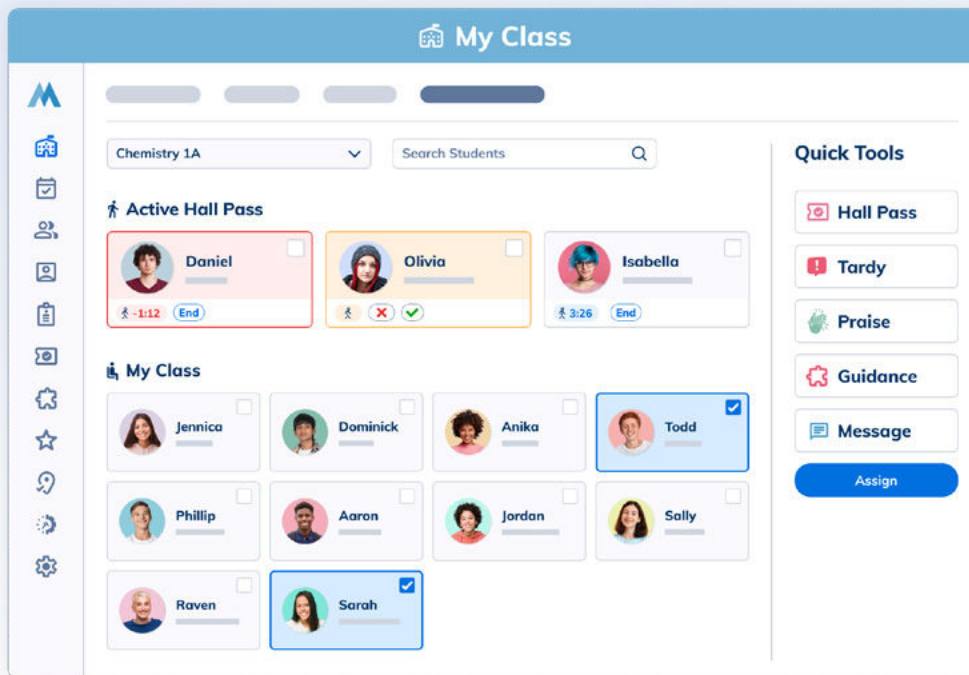 My Class
Chemistry 1A
Search Students
Quick Tools
Active Hall Pass
Daniel
Olivia
Isabella
-1:12 End
3:26 End
My Class
Jennica
Dominick
Anika
Todd
Phillip
Aaron
Jordan
Sally
Raven
Sarah
Hall Pass
Tardy
Praise
Guidance
Message
Assign